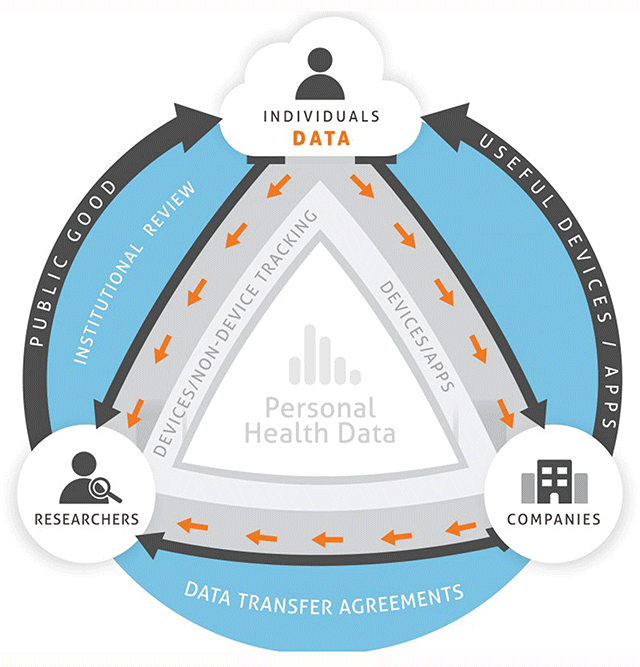 INDIVIDUALS
DATA
PUBLIC GOOD
INSTITUTIONAL REVIEW
USEFUL DEVICES / APPS
DEVICES/NON-DEVICE TRACKING
DEVICES/APPS
Personal
Health Data
RESEARCHERS
COMPANIES
DATA TRANSFER AGREEMENTS